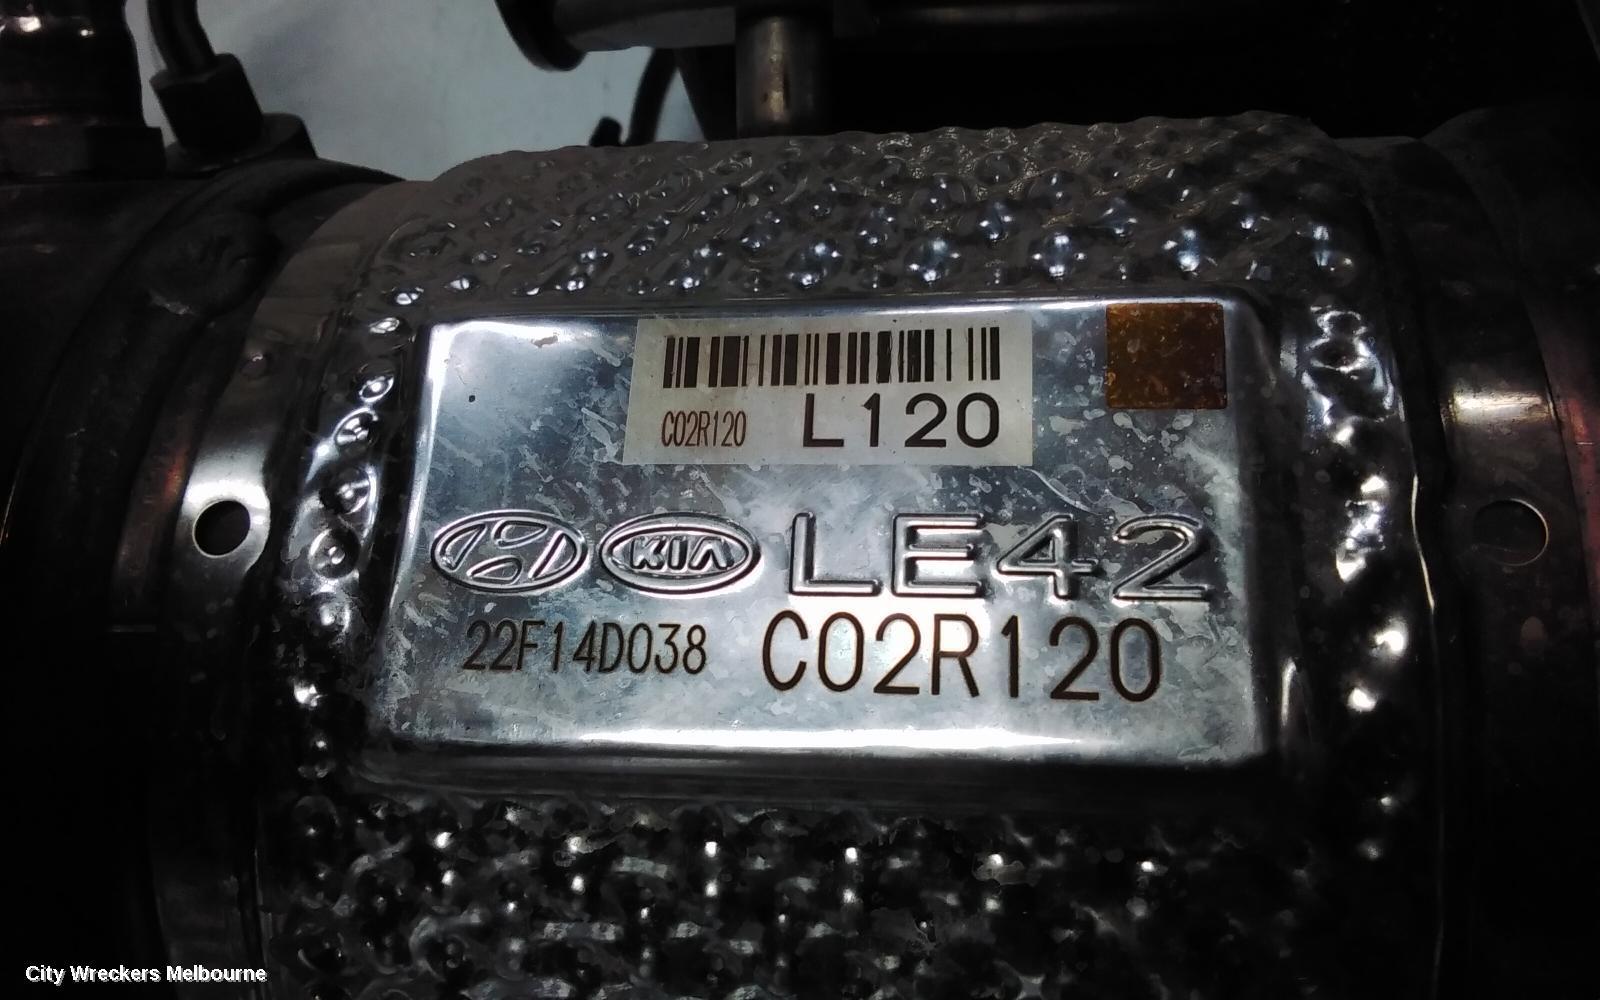 C02R120 L120
KIA LE42
22F14D038 C02R120
City Wreckers Melbourne